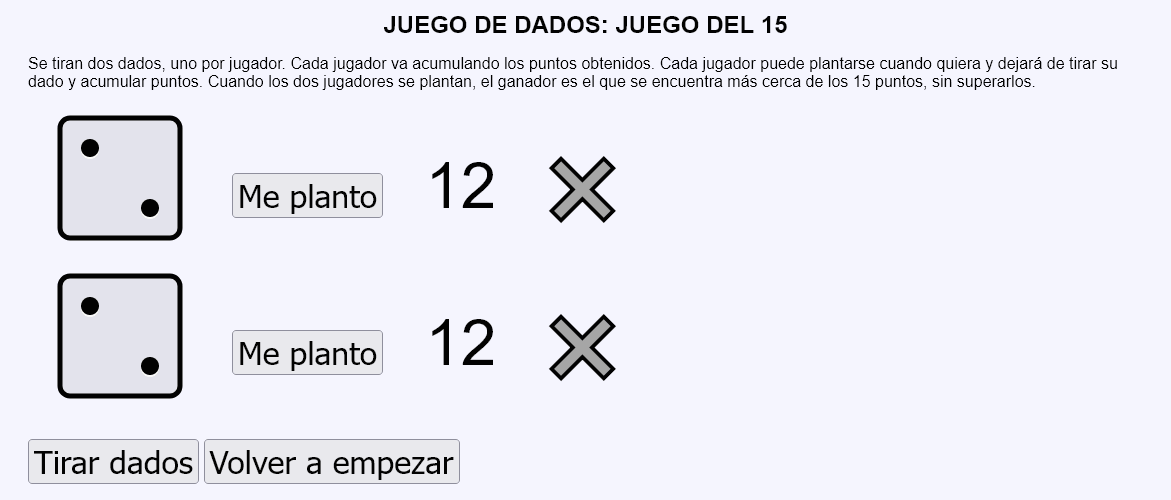 JUEGO DE DADOS: JUEGO DEL 15
Se tiran dos dados, uno por jugador. Cada jugador va acumulando los puntos obtenidos. Cada jugador puede plantarse cuando quiera y dejará de tirar su
dado y acumular puntos. Cuando los dos jugadores se plantan, el ganador es el que se encuentra más cerca de los 15 puntos, sin superarlos.
Me planto 12
Me planto 12
Tirar dados Volver a empezar